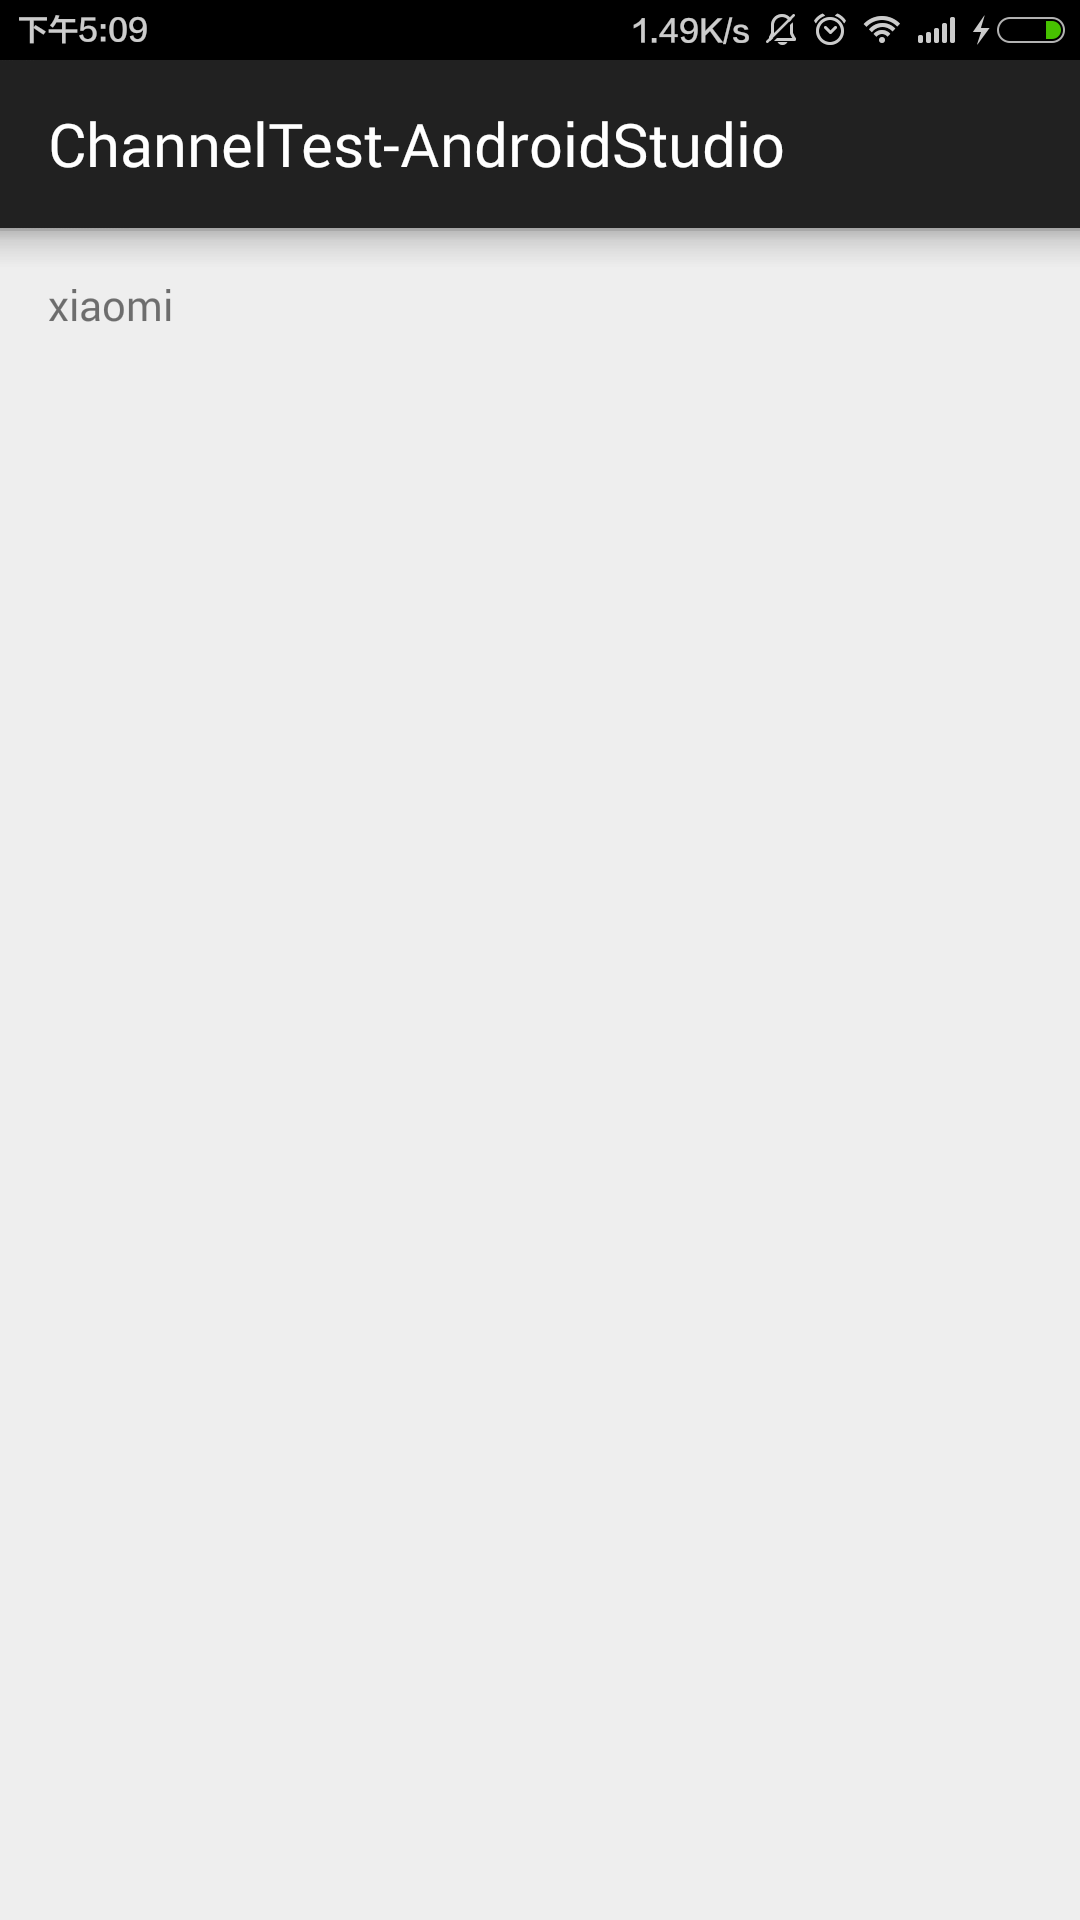 下午5:09 1.49K/s
ChannelTest-AndroidStudio
xiaomi